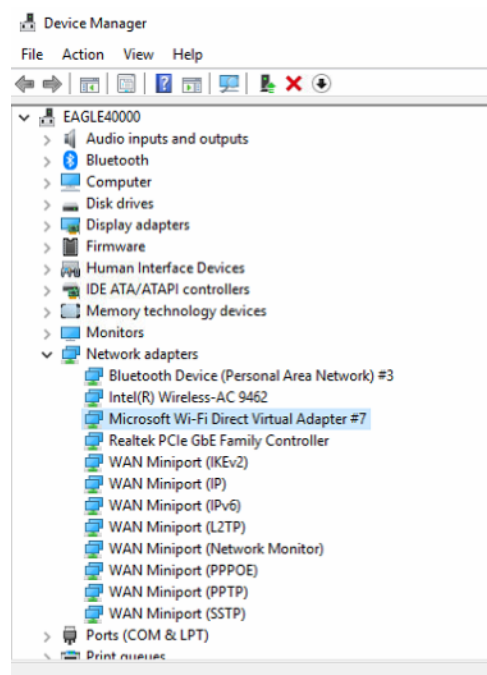 Device Manager
File Action View Help
EAGLE40000
Audio inputs and outputs
Bluetooth
Computer
Disk drives
Display adapters
Firmware
Human Interface Devices
IDE ATA/ATAPI controllers
Memory technology devices
Monitors
Network adapters
Bluetooth Device (Personal Area Network) #3
Intel(R) Wireless-AC 9462
Microsoft Wi-Fi Direct Virtual Adapter #7
Realtek PCIe GbE Family Controller
WAN Miniport (IKEv2)
WAN Miniport (IP)
WAN Miniport (IPv6)
WAN Miniport (L2TP)
WAN Miniport (Network Monitor)
WAN Miniport (PPPOE)
WAN Miniport (PPTP)
WAN Miniport (SSTP)
Ports (COM & LPT)
Print queues